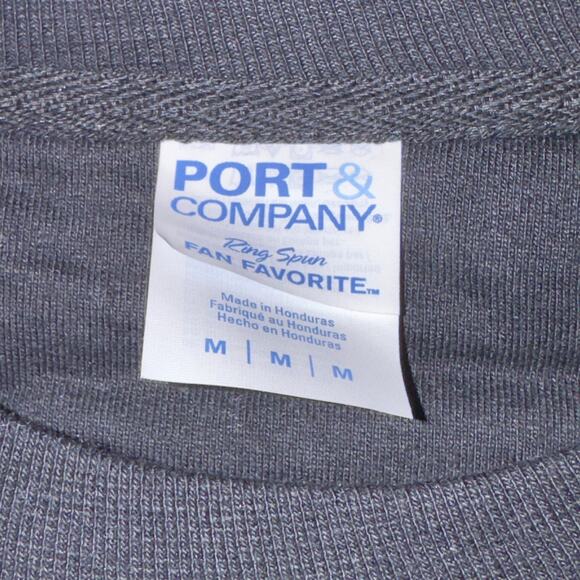 PORT &
COMPANY®
Ring Spun
FAN FAVORITE™
Made in Honduras
Fabriqué au Honduras
Hecho en Honduras
M | M | M